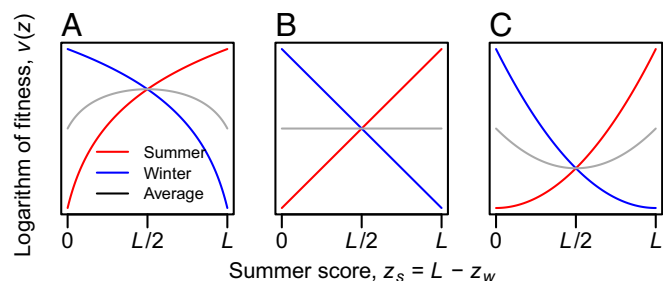 A
B
C
Logarithm of fitness, v(z)
Summer
Winter
Average
0 L/2 L
0 L/2 L
0 L/2 L
Summer score, z_s = L − z_w